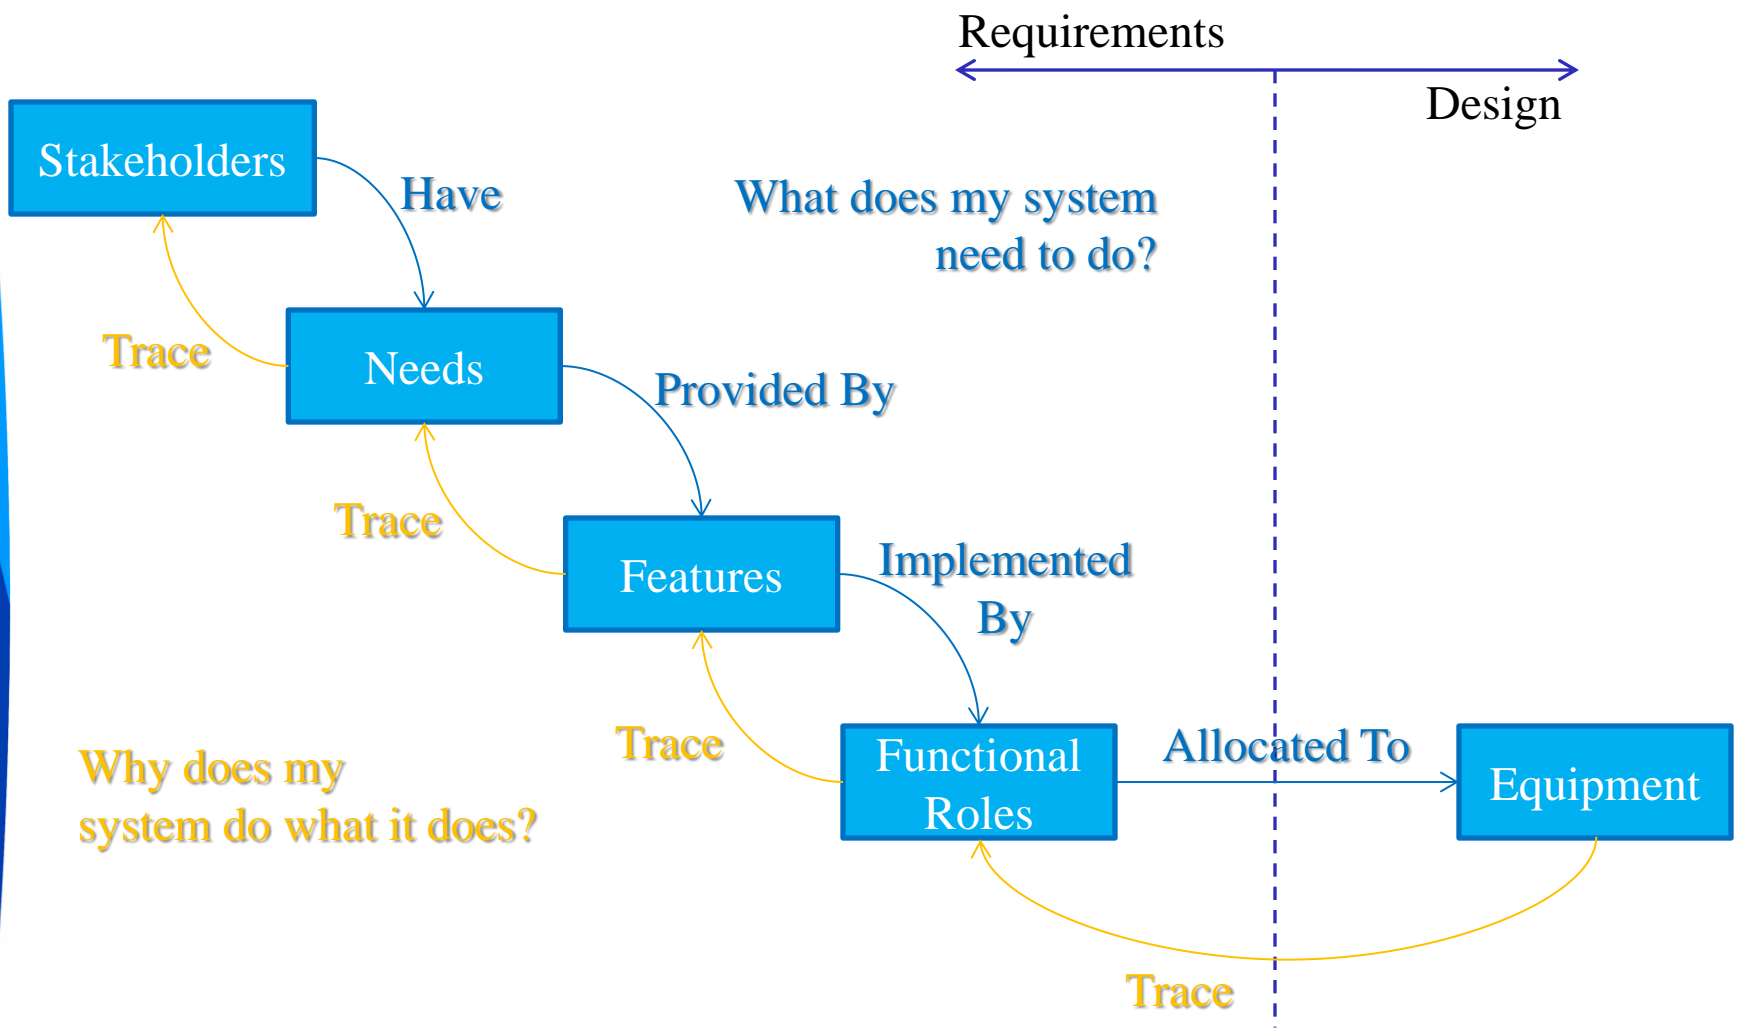 Requirements
Design
Stakeholders
Have
What does my system
need to do?
Trace
Needs
Provided By
Trace
Features
Implemented
By
Trace
Functional
Roles
Allocated To
Equipment
Why does my
system do what it does?
Trace